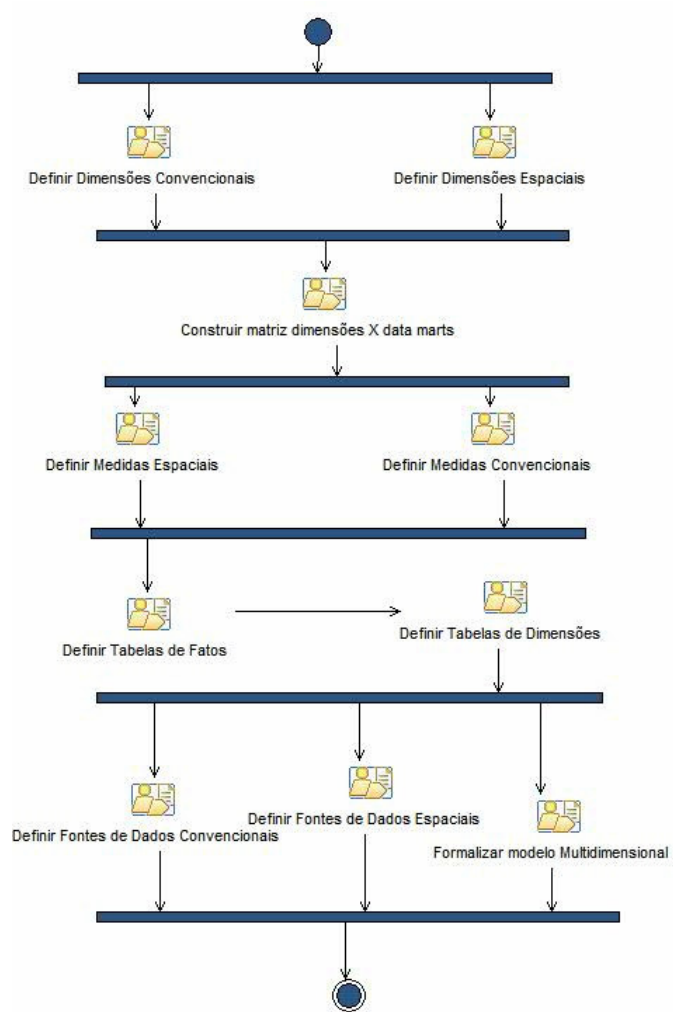 Definir Dimensões Convencionais
Definir Dimensões Espaciais
Construir matriz dimensões X data marts
Definir Medidas Espaciais
Definir Medidas Convencionais
Definir Tabelas de Fatos
Definir Tabelas de Dimensões
Definir Fontes de Dados Convencionais
Definir Fontes de Dados Espaciais
Formalizar modelo Multidimensional